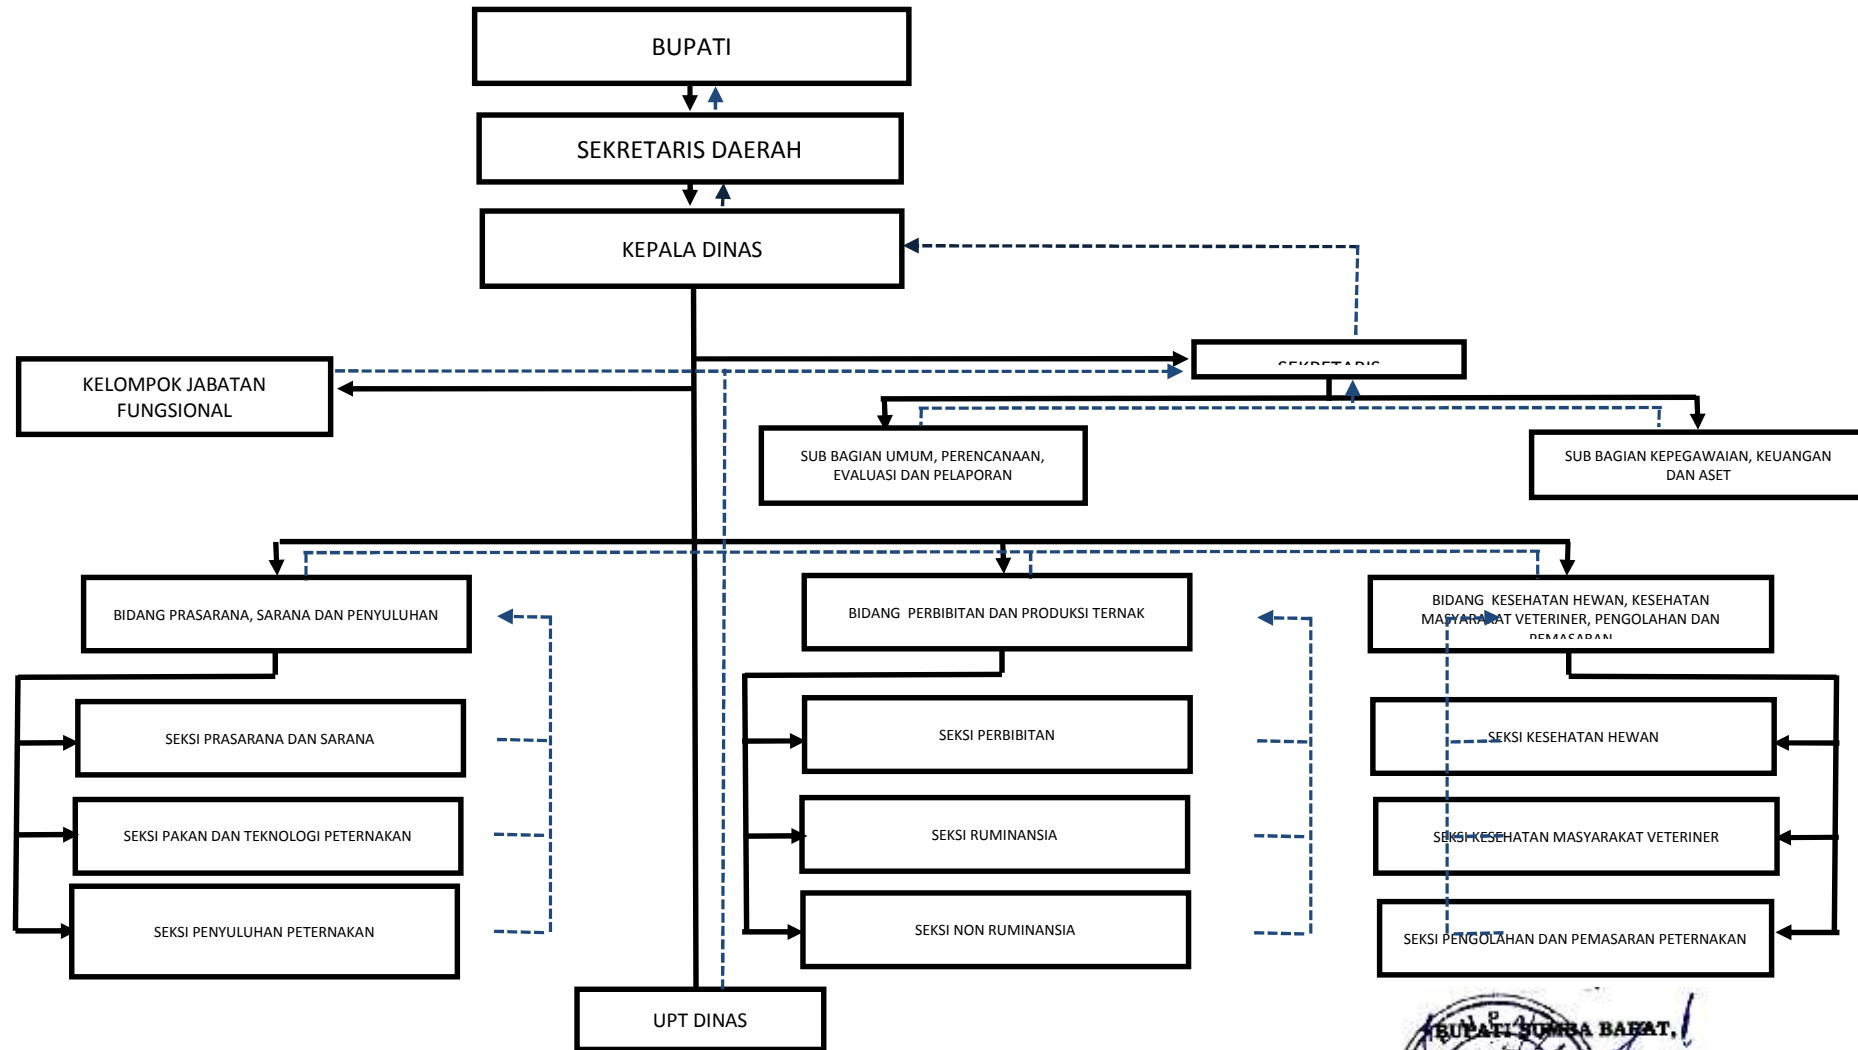 BUPATI
SEKRETARIS DAERAH
KEPALA DINAS
SEKRETARIS
KELOMPOK JABATAN
FUNGSIONAL
SUB BAGIAN UMUM, PERENCANAAN,
EVALUASI DAN PELAPORAN
SUB BAGIAN KEPEGAWAIAN, KEUANGAN
DAN ASET
BIDANG PRASARANA, SARANA DAN PENYULUHAN
BIDANG PERBIBITAN DAN PRODUKSI TERNAK
BIDANG KESEHATAN HEWAN, KESEHATAN
MASYARAKAT VETERINER, PENGOLAHAN DAN
PEMASARAN
SEKSI PRASARANA DAN SARANA
SEKSI PERBIBITAN
SEKSI KESEHATAN HEWAN
SEKSI PAKAN DAN TEKNOLOGI PETERNAKAN
SEKSI RUMINANSIA
SEKSI KESEHATAN MASYARAKAT VETERINER
SEKSI PENYULUHAN PETERNAKAN
SEKSI NON RUMINANSIA
SEKSI PENGOLAHAN DAN PEMASARAN PETERNAKAN
UPT DINAS
BUPATI SUMBA BARAT,